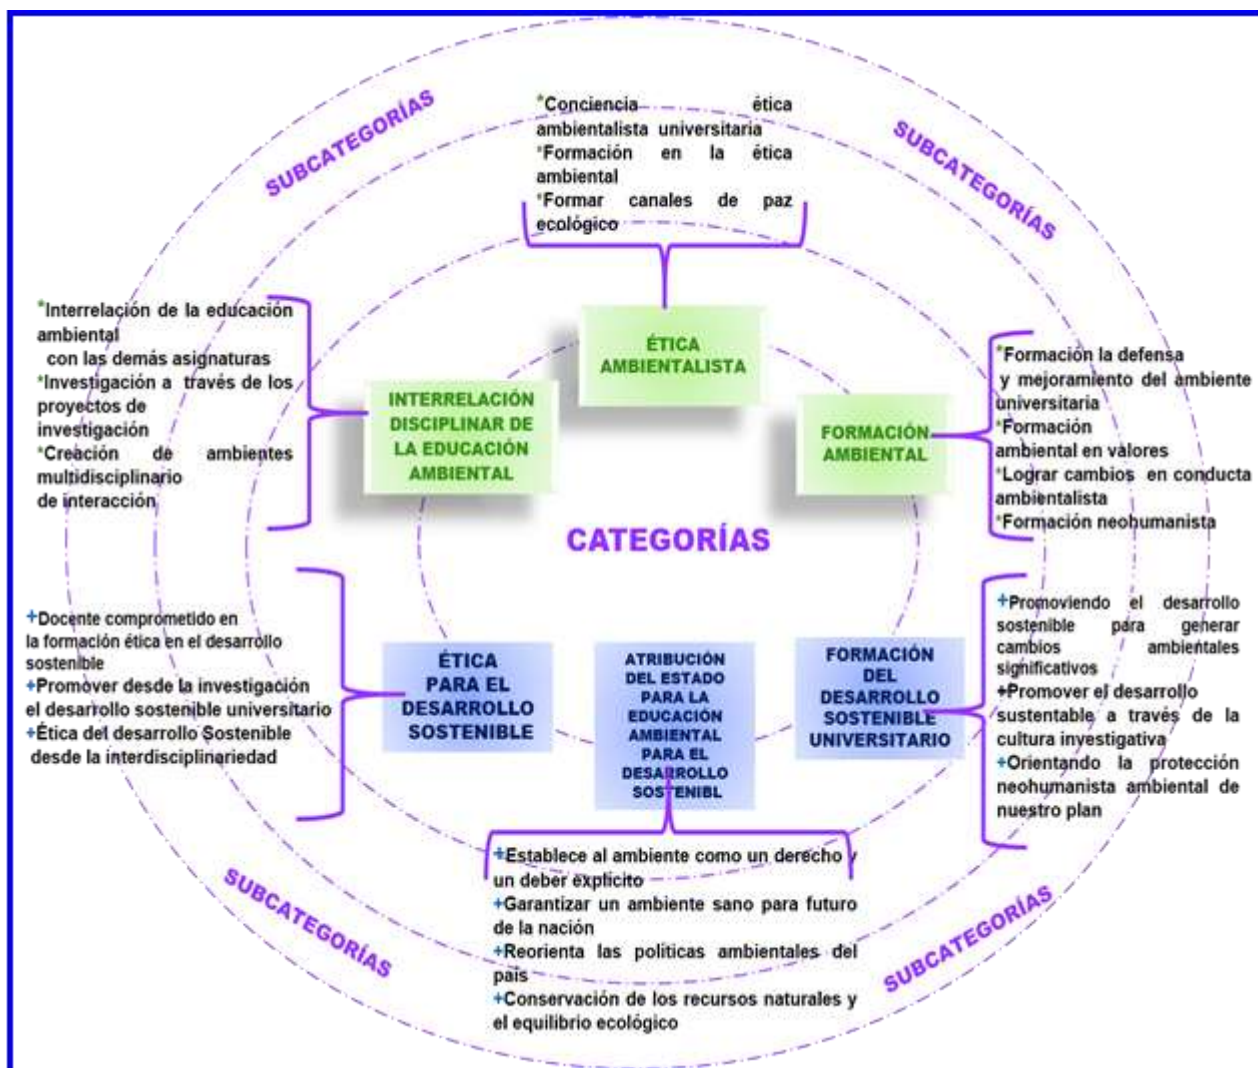 SUBCATEGORÍAS
SUBCATEGORÍAS
*Conciencia ética
ambientalista universitaria
*Formación en la ética
ambiental
*Formar canales de paz
ecológico
*Interrelación de la educación
ambiental
con las demás asignaturas
*Investigación a través de los
proyectos de
investigación
*Creación de ambientes
multidisciplinario
de interacción
INTERRELACIÓN
DISCIPLINAR DE
LA EDUCACIÓN
AMBIENTAL
ÉTICA
AMBIENTALISTA
FORMACIÓN
AMBIENTAL
*Formación la defensa
y mejoramiento del ambiente
universitaria
*Formación
ambiental en valores
*Lograr cambios en conducta
ambientalista
*Formación neohumanista
CATEGORÍAS
+Docente comprometido en
la formación ética en el desarrollo
sostenible
+Promover desde la investigación
el desarrollo sostenible universitario
+Ética del desarrollo Sostenible
desde la interdisciplinariedad
ÉTICA
PARA EL
DESARROLLO
SOSTENIBLE
ATRIBUCIÓN
DEL ESTADO
PARA LA
EDUCACIÓN
AMBIENTAL
PARA EL
DESARROLLO
SOSTENIBL
FORMACIÓN
DEL
DESARROLLO
SOSTENIBLE
UNIVERSITARIO
+Promoviendo el desarrollo
sostenible para generar
cambios ambientales
significativos
+Promover el desarrollo
sustentable a través de la
cultura investigativa
+Orientando la protección
neohumanista ambiental de
nuestro plan
+Establece al ambiente como un derecho y
un deber explícito
+Garantizar un ambiente sano para futuro
de la nación
+Reorienta las políticas ambientales del
país
+Conservación de los recursos naturales y
el equilibrio ecológico
SUBCATEGORÍAS
SUBCATEGORÍAS